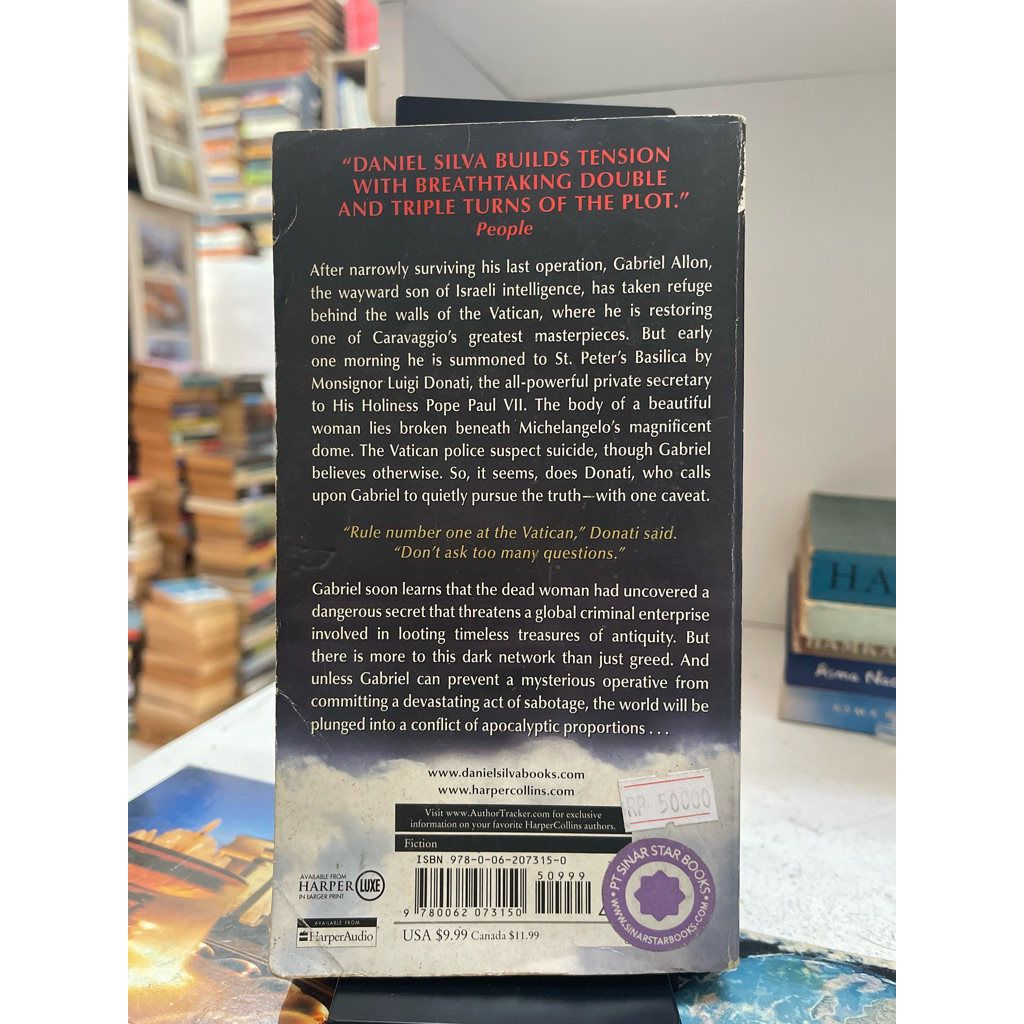 “DANIEL SILVA BUILDS TENSION
WITH BREATHTAKING DOUBLE
AND TRIPLE TURNS OF THE PLOT.”
People
After narrowly surviving his last operation, Gabriel Allon,
the wayward son of Israeli intelligence, has taken refuge
behind the walls of the Vatican, where he is restoring
one of Caravaggio’s greatest masterpieces. But early
one morning he is summoned to St. Peter’s Basilica by
Monsignor Luigi Donati, the all-powerful private secretary
to His Holiness Pope Paul VII. The body of a beautiful
woman lies broken beneath Michelangelo’s magnificent
dome. The Vatican police suspect suicide, though Gabriel
believes otherwise. So, it seems, does Donati, who calls
upon Gabriel to quietly pursue the truth—with one caveat.
“Rule number one at the Vatican,” Donati said.
“Don’t ask too many questions.”
Gabriel soon learns that the dead woman had uncovered a
dangerous secret that threatens a global criminal enterprise
involved in looting timeless treasures of antiquity. But
there is more to this dark network than just greed. And
unless Gabriel can prevent a mysterious operative from
committing a devastating act of sabotage, the world will be
plunged into a conflict of apocalyptic proportions . . .
www.danielsilvabooks.com
www.harpercollins.com
RP 50000
Visit www.AuthorTracker.com for exclusive
information on your favorite HarperCollins authors.
Fiction
ISBN 978-0-06-207315-0
50999
9 780062 073150
AVAILABLE FROM
HARPER LUXE
IN LARGER PRINT
AVAILABLE FROM
HarperAudio
USA $9.99 Canada $11.99
PT SINAR STAR BOOKS
WWW.SINARSTARBOOKS.COM
HA
Asma